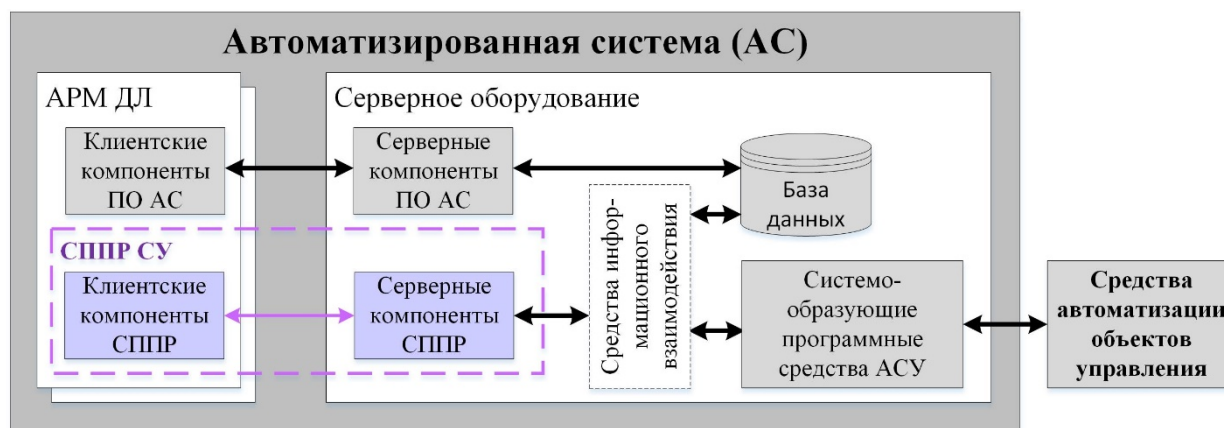 Автоматизированная система (АС)
АРМ ДЛ
Серверное оборудование
Клиентские
компоненты
ПО АС
Серверные
компоненты
ПО АС
База
данных
Средства инфор-
мационного
взаимодействия
СППР СУ
Клиентские
компоненты
СППР
Серверные
компоненты
СППР
Системо-
образующие
программные
средства АСУ
Средства
автоматизации
объектов
управления